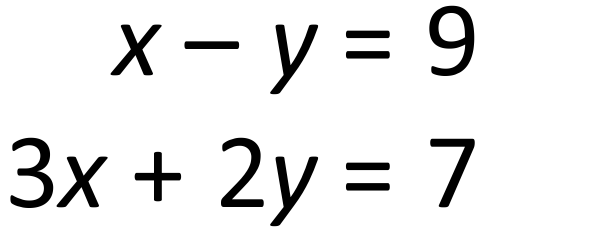 x – y = 9
3x + 2y = 7